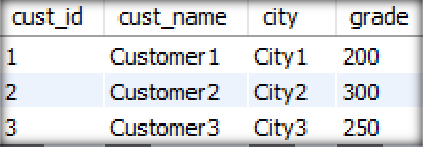 cust_id cust_name city grade
1 Customer1 City1 200
2 Customer2 City2 300
3 Customer3 City3 250